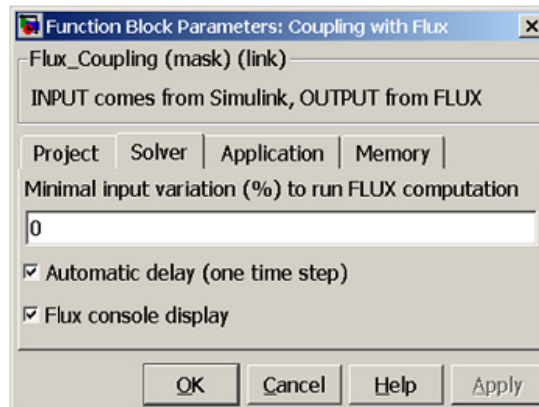 Function Block Parameters: Coupling with Flux
Flux_Coupling (mask) (link)
INPUT comes from Simulink, OUTPUT from FLUX
Project Solver Application Memory
Minimal input variation (%) to run FLUX computation
0
Automatic delay (one time step)
Flux console display
OK Cancel Help Apply